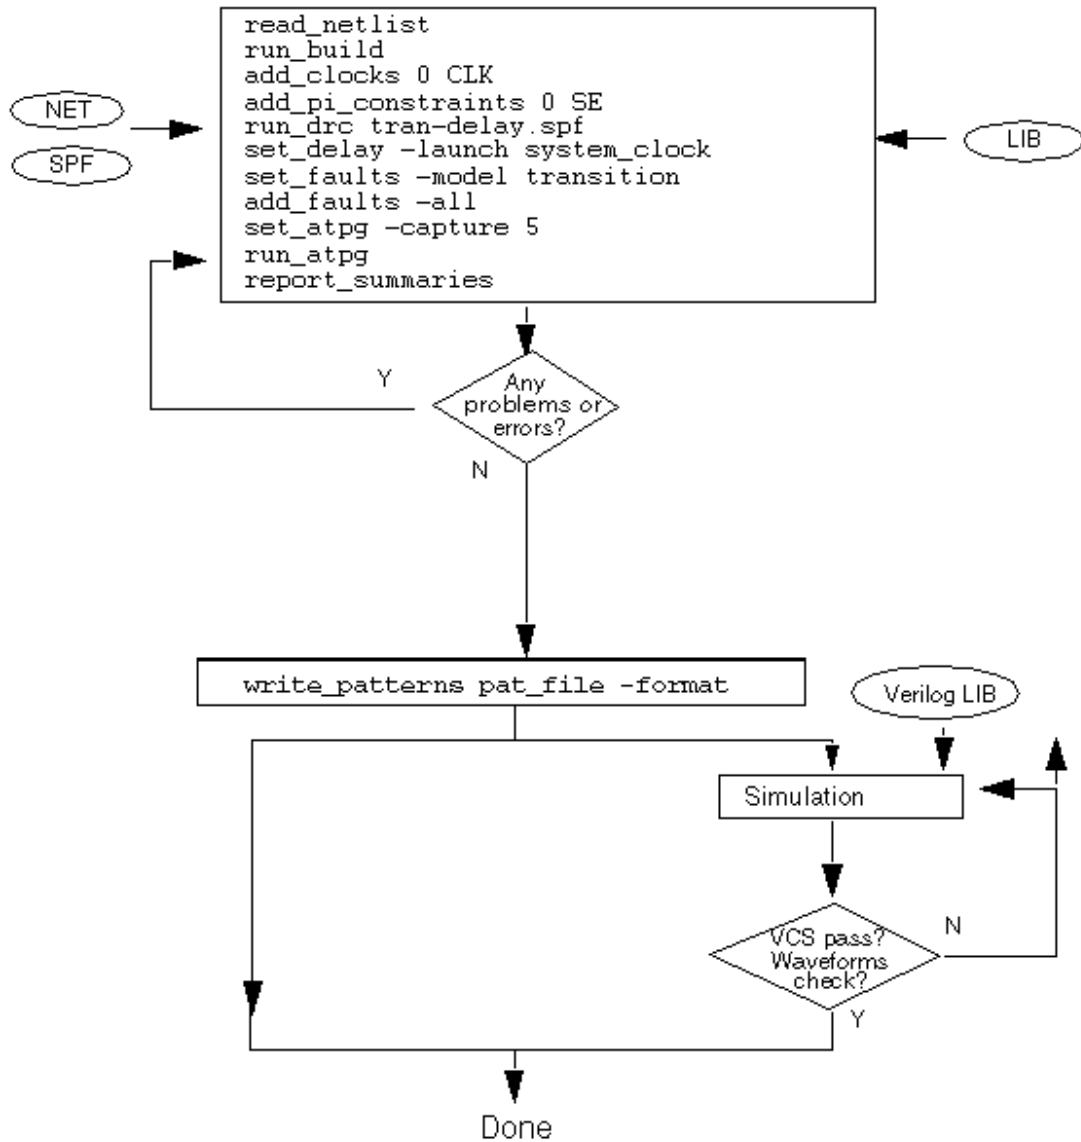 read_netlist
run_build
add_clocks 0 CLK
add_pi_constraints 0 SE
run_drc tran-delay.spf
set_delay -launch system_clock
set_faults -model transition
add_faults -all
set_atpg -capture 5
run_atpg
report_summaries
NET
SPF
LIB
Any
problems or
errors?
Y
N
write_patterns pat_file -format
Verilog LIB
Simulation
VCS pass?
Waveforms
check?
N
Y
Done